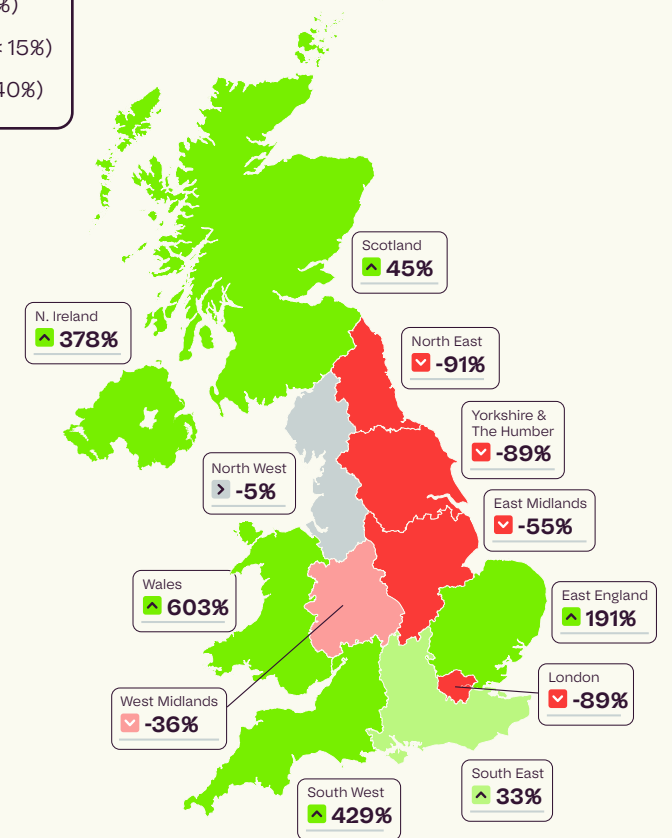 %)
: 15%)
40%)
Scotland
45%
N. Ireland
378%
North East
-91%
Yorkshire &
The Humber
-89%
North West
-5%
East Midlands
-55%
Wales
603%
East England
191%
London
-89%
West Midlands
-36%
South East
33%
South West
429%